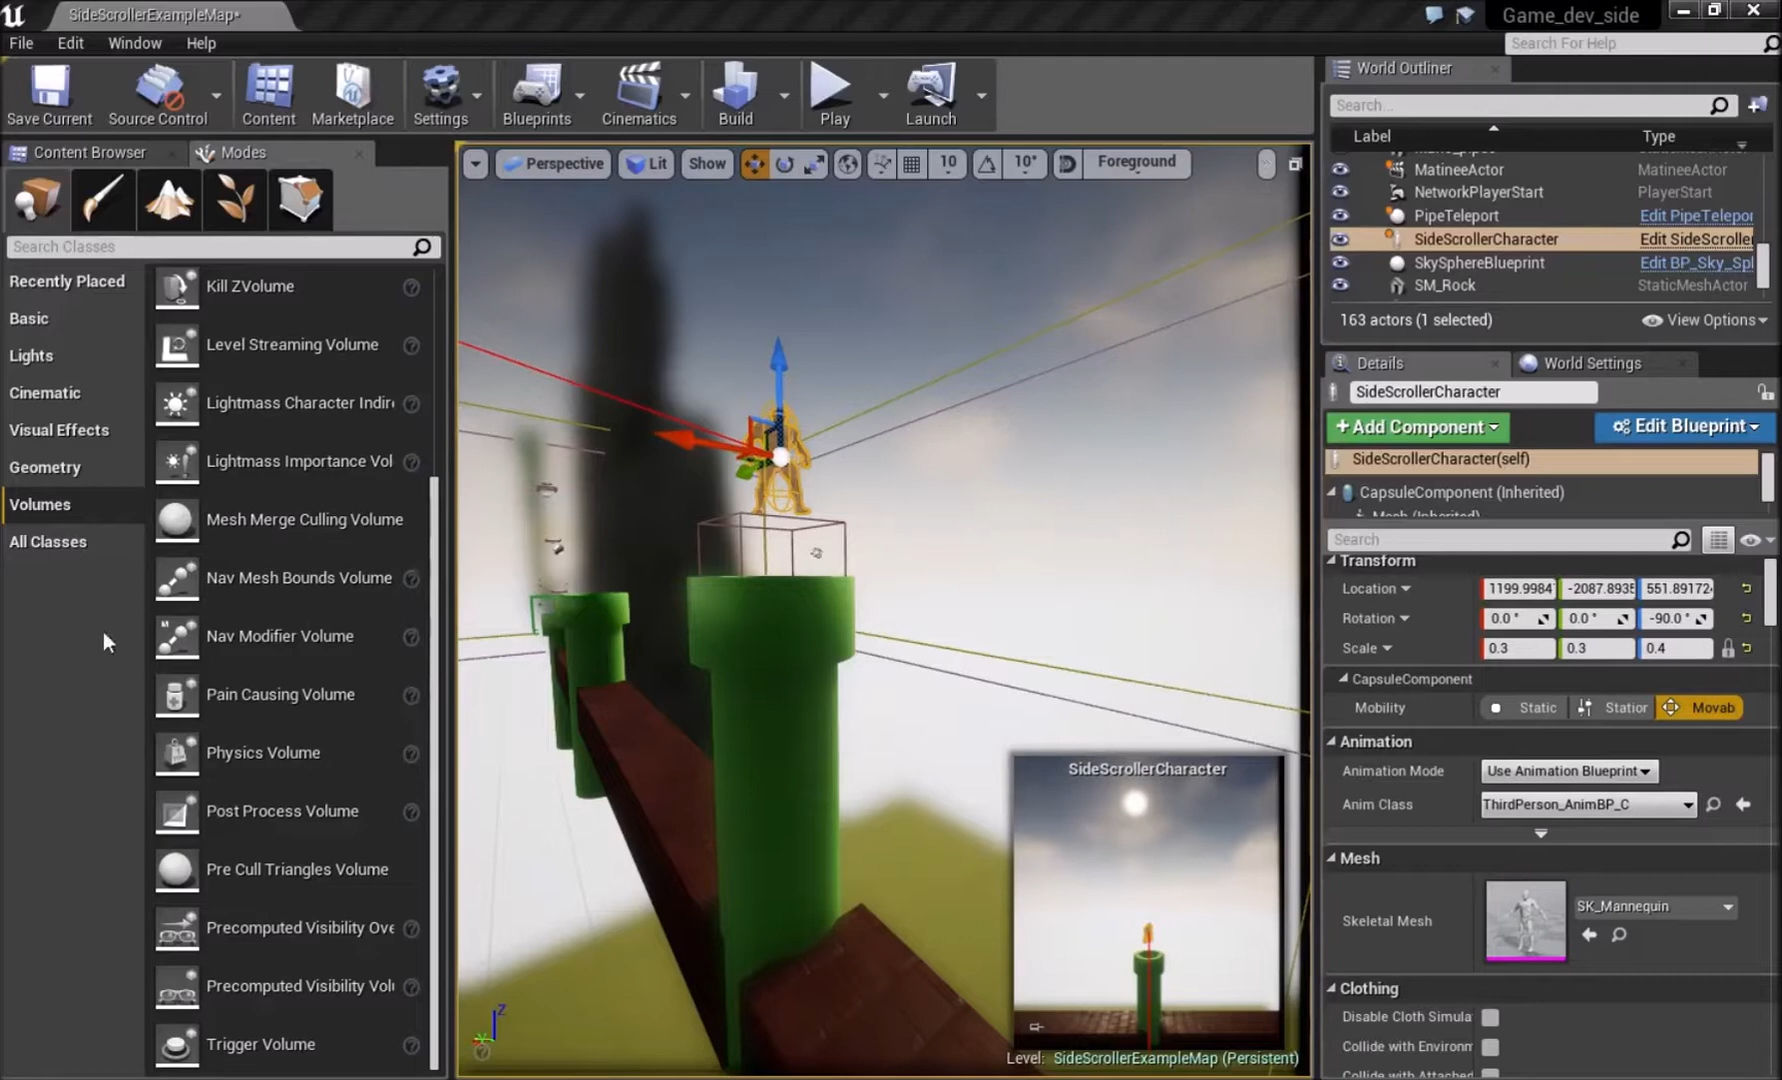 SideScrollerExampleMap*
Game_dev_side
File Edit Window Help
Search For Help
Save Current
Source Control
Content
Marketplace
Settings
Blueprints
Cinematics
Build
Play
Launch
Content Browser
Modes
Search Classes
Recently Placed
Basic
Lights
Cinematic
Visual Effects
Geometry
Volumes
All Classes
Kill ZVolume
Level Streaming Volume
Lightmass Character Indir
Lightmass Importance Vol
Mesh Merge Culling Volume
Nav Mesh Bounds Volume
Nav Modifier Volume
Pain Causing Volume
Physics Volume
Post Process Volume
Pre Cull Triangles Volume
Precomputed Visibility Ove
Precomputed Visibility Volu
Trigger Volume
Perspective
Lit
Show
10
10°
Foreground
SideScrollerCharacter
Level: SideScrollerExampleMap (Persistent)
Z
World Outliner
Search...
Label Type
MatineeActor MatineeActor
NetworkPlayerStart PlayerStart
PipeTeleport Edit PipeTelepor
SideScrollerCharacter Edit SideScroller
SkySphereBlueprint Edit BP_Sky_Spl
SM_Rock StaticMeshActor
163 actors (1 selected)
View Options
Details
World Settings
SideScrollerCharacter
+Add Component
Edit Blueprint
SideScrollerCharacter(self)
CapsuleComponent (Inherited)
Mesh (Inherited)
Search
Transform
Location 1199.9984 -2087.893 551.89172
Rotation 0.0° 0.0° -90.0°
Scale 0.3 0.3 0.4
CapsuleComponent
Mobility Static Station Movab
Animation
Animation Mode Use Animation Blueprint
Anim Class ThirdPerson_AnimBP_C
Mesh
Skeletal Mesh SK_Mannequin
Clothing
Disable Cloth Simula
Collide with Environm
Collide with Attached